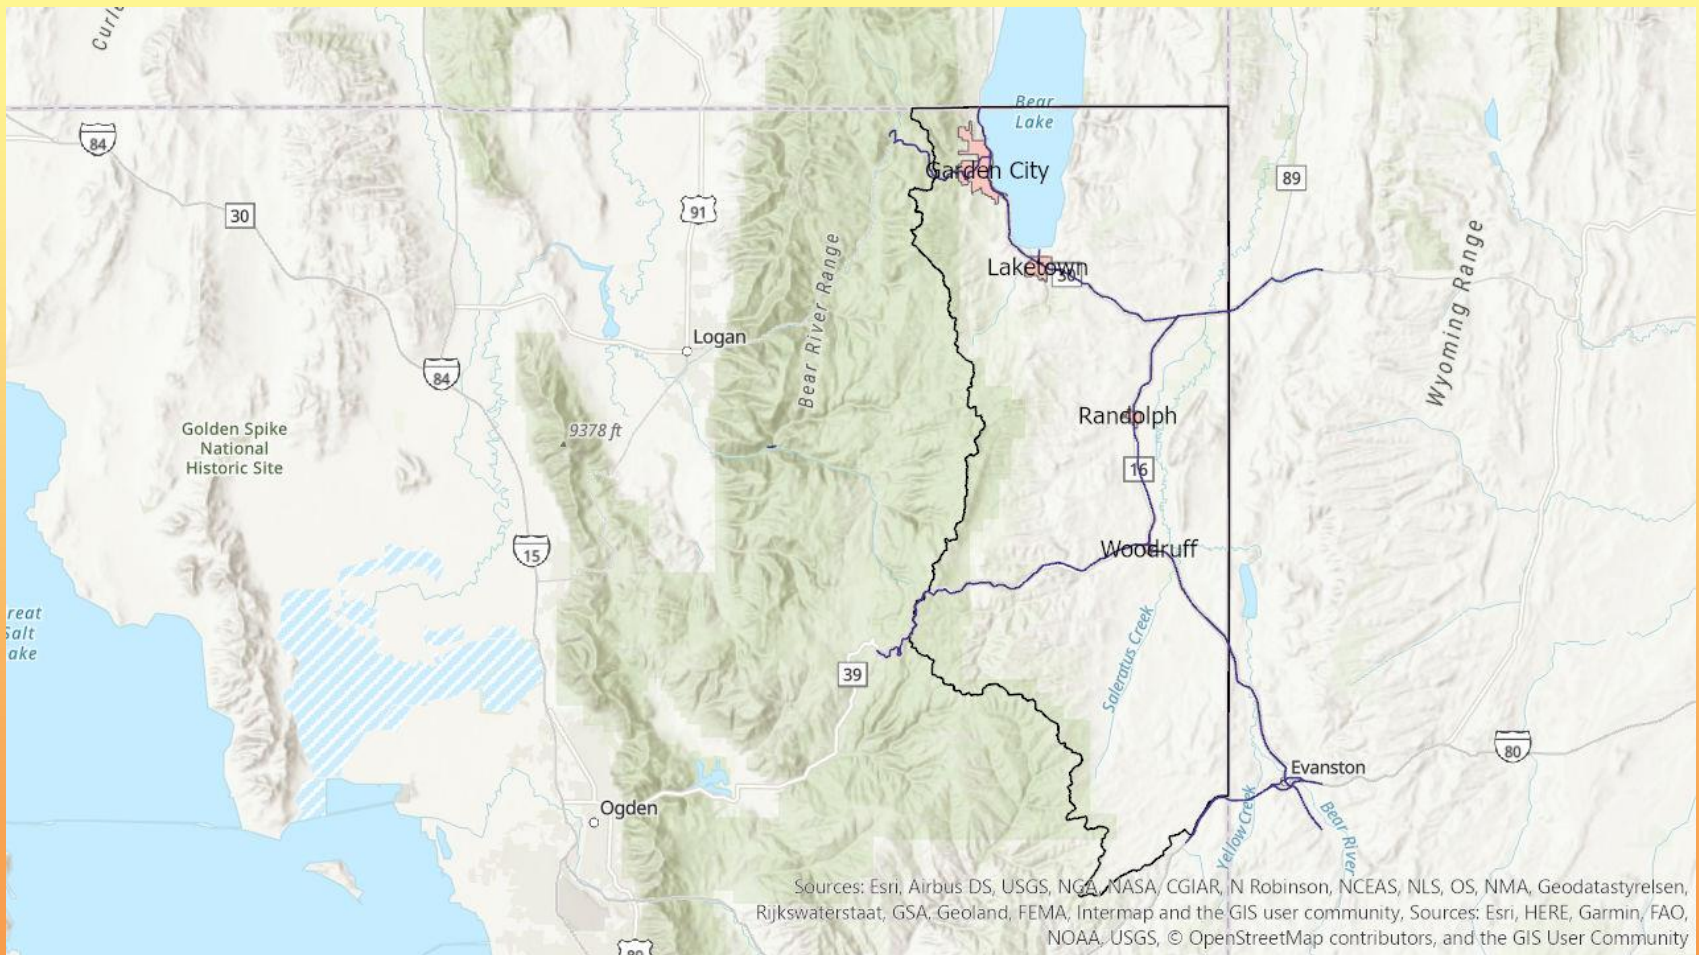 Curle
Bear
Lake
84
Garden City
89
30
91
Bear River Range
Wyoming Range
Laketown
30
Logan
84
Golden Spike
National
Historic Site
9378 ft
Randolph
16
15
Woodruff
reat
Salt
ake
39
Saleratus Creek
80
Evanston
Ogden
Yellow Creek
Bear River
Sources: Esri, Airbus DS, USGS, NGA, NASA, CGIAR, N Robinson, NCEAS, NLS, OS, NMA, Geodatastyrelsen,
Rijkswaterstaat, GSA, Geoland, FEMA, Intermap and the GIS user community, Sources: Esri, HERE, Garmin, FAO,
NOAA, USGS, © OpenStreetMap contributors, and the GIS User Community